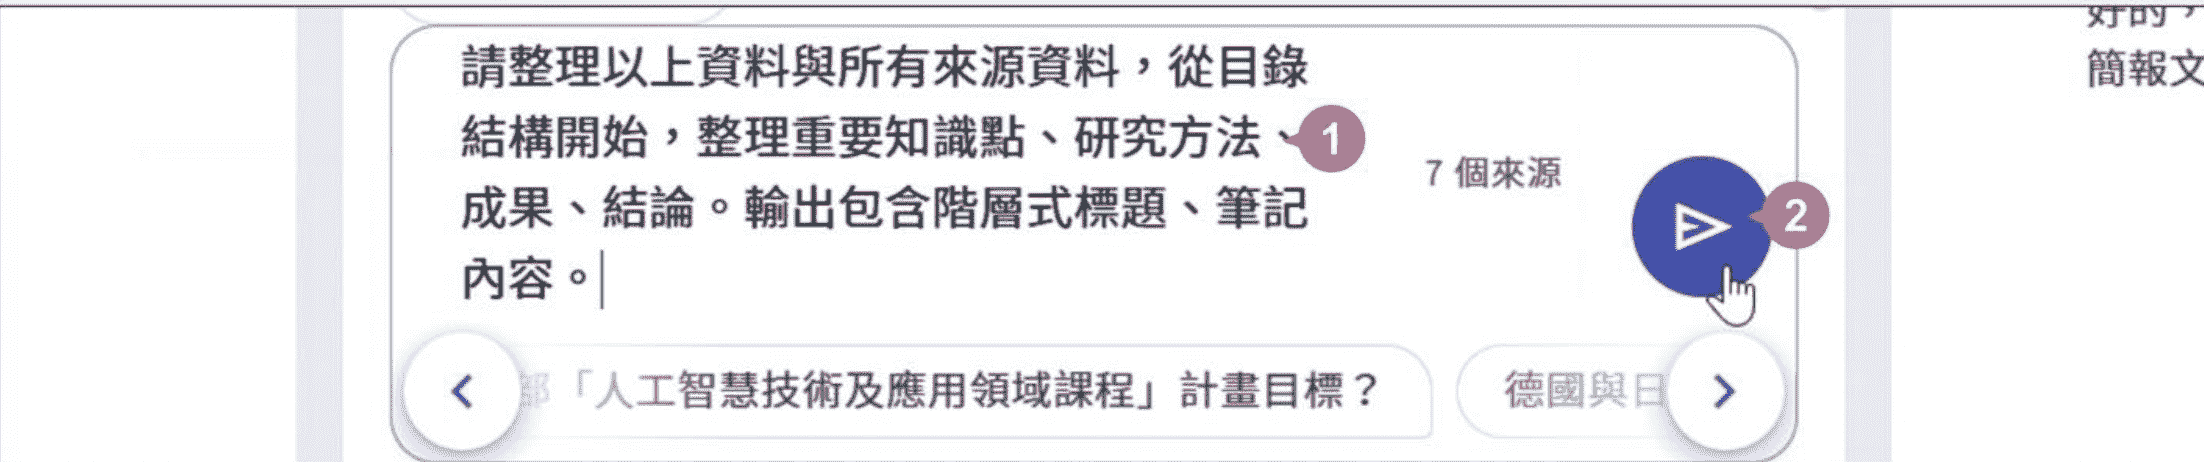 請整理以上資料與所有來源資料，從目錄
結構開始，整理重要知識點、研究方法、
成果、結論。輸出包含階層式標題、筆記
內容。
1
7 個來源
2
部「人工智慧技術及應用領域課程」計畫目標？
德國與日
好的，
簡報文